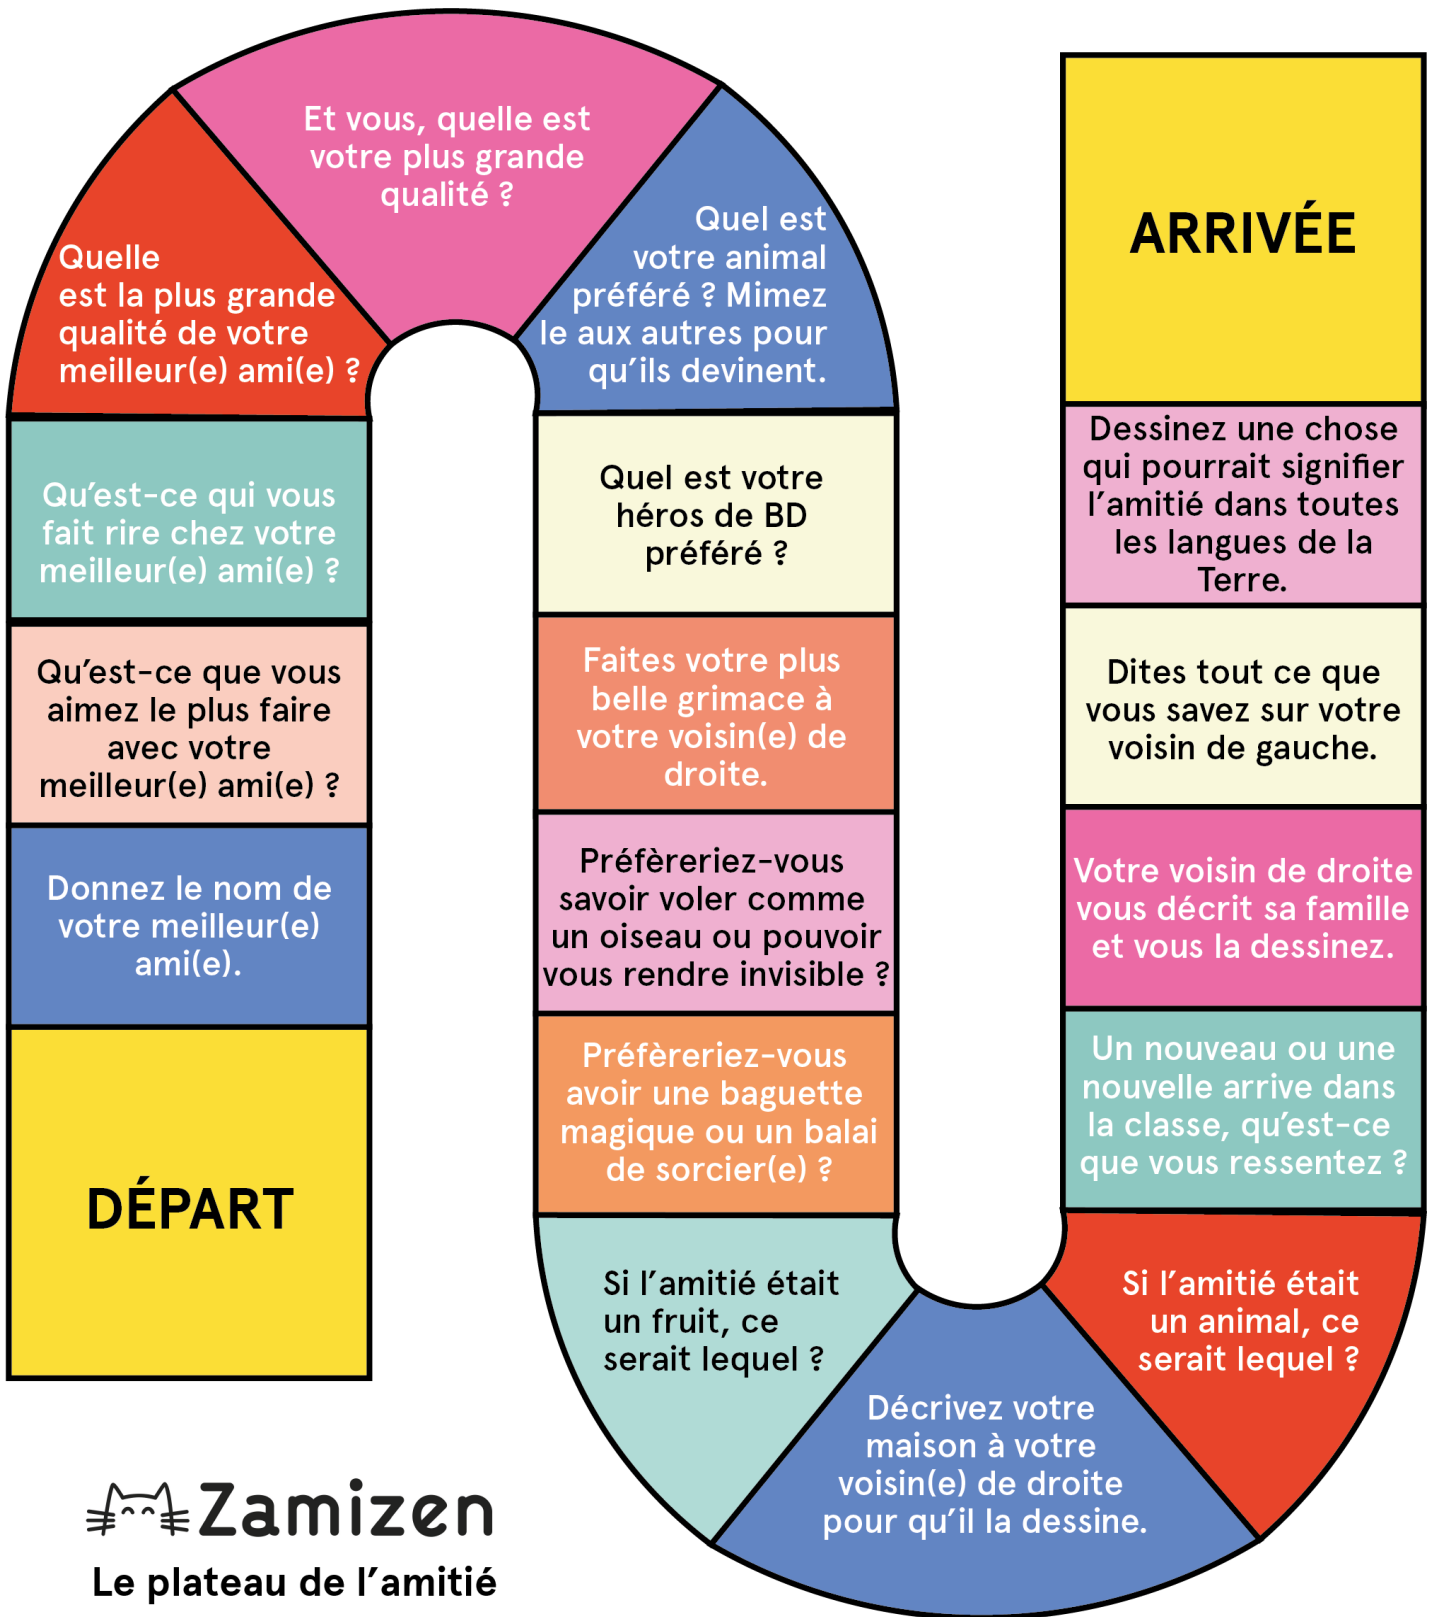 DÉPART
Donnez le nom de
votre meilleur(e)
ami(e).
Qu’est-ce que vous
aimez le plus faire
avec votre
meilleur(e) ami(e) ?
Qu’est-ce qui vous
fait rire chez votre
meilleur(e) ami(e) ?
Quelle
est la plus grande
qualité de votre
meilleur(e) ami(e) ?
Et vous, quelle est
votre plus grande
qualité ?
Quel est
votre animal
préféré ? Mimez
le aux autres pour
qu’ils devinent.
Quel est votre
héros de BD
préféré ?
Faites votre plus
belle grimace à
votre voisin(e) de
droite.
Préfèreriez-vous
savoir voler comme
un oiseau ou pouvoir
vous rendre invisible ?
Préfèreriez-vous
avoir une baguette
magique ou un balai
de sorcier(e) ?
Si l’amitié était
un fruit, ce
serait lequel ?
Décrivez votre
maison à votre
voisin(e) de droite
pour qu’il la dessine.
Si l’amitié était
un animal, ce
serait lequel ?
Un nouveau ou une
nouvelle arrive dans
la classe, qu’est-ce
que vous ressentez ?
Votre voisin de droite
vous décrit sa famille
et vous la dessinez.
Dites tout ce que
vous savez sur votre
voisin de gauche.
Dessinez une chose
qui pourrait signifier
l’amitié dans toutes
les langues de la
Terre.
ARRIVÉE
Zamizen
Le plateau de l’amitié